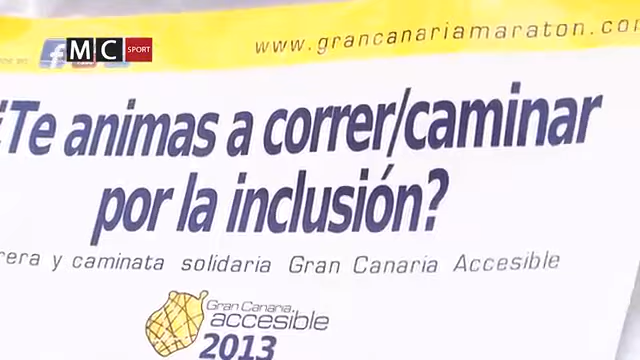 MC SPORT
www.grancanariamaraton.co
¿Te animas a correr/caminar
por la inclusión?
rera y caminata solidaria Gran Canaria Accesible
Gran Canaria
accesible
2013